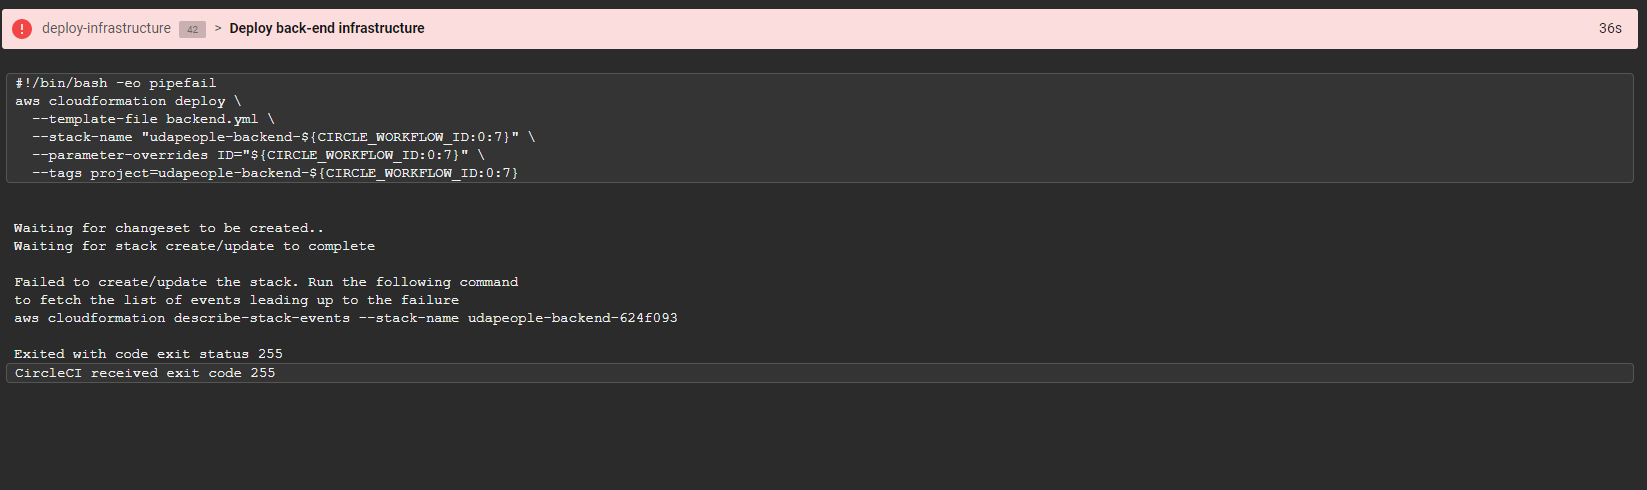 ! deploy-infrastructure 42 > Deploy back-end infrastructure 36s
#!/bin/bash -eo pipefail
aws cloudformation deploy \
  --template-file backend.yml \
  --stack-name "udapeople-backend-${CIRCLE_WORKFLOW_ID:0:7}" \
  --parameter-overrides ID="${CIRCLE_WORKFLOW_ID:0:7}" \
  --tags project=udapeople-backend-${CIRCLE_WORKFLOW_ID:0:7}
Waiting for changeset to be created..
Waiting for stack create/update to complete
Failed to create/update the stack. Run the following command
to fetch the list of events leading up to the failure
aws cloudformation describe-stack-events --stack-name udapeople-backend-624f093
Exited with code exit status 255
CircleCI received exit code 255